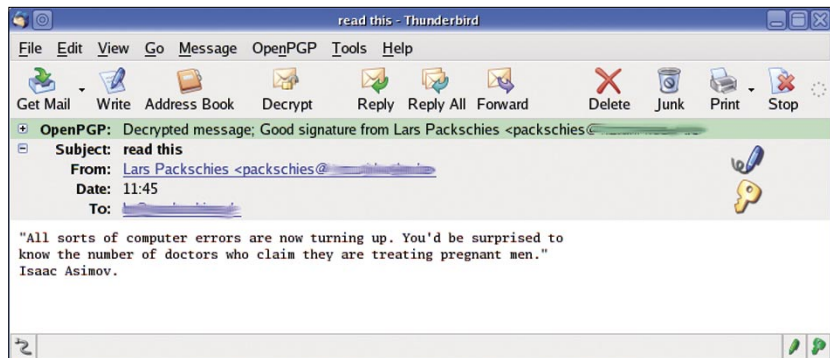 read this - Thunderbird
File Edit View Go Message OpenPGP Tools Help
Get Mail Write Address Book Decrypt Reply Reply All Forward Delete Junk Print Stop
OpenPGP: Decrypted message; Good signature from Lars Packschies <packschies@
Subject: read this
From: Lars Packschies <packschies@
Date: 11:45
To:
"All sorts of computer errors are now turning up. You'd be surprised to
know the number of doctors who claim they are treating pregnant men."
Isaac Asimov.